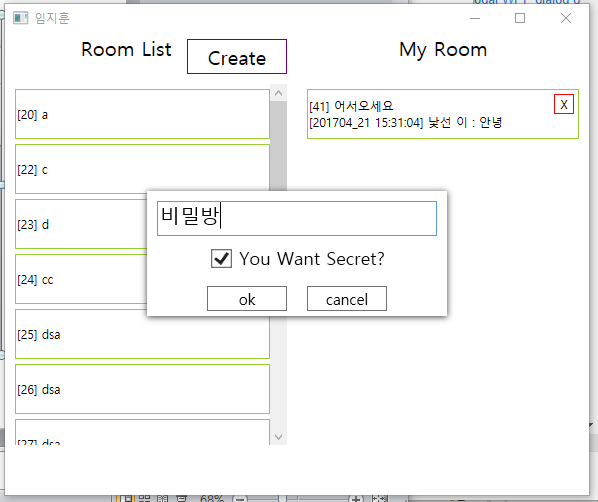 임지훈
Room List
Create
My Room
[20] a
[22] c
[23] d
[24] cc
[25] dsa
[26] dsa
[27] dsa
[41] 어서오세요
[201704_21 15:31:04] 낯선 이 : 안녕
X
비밀방
You Want Secret?
ok
cancel
68%